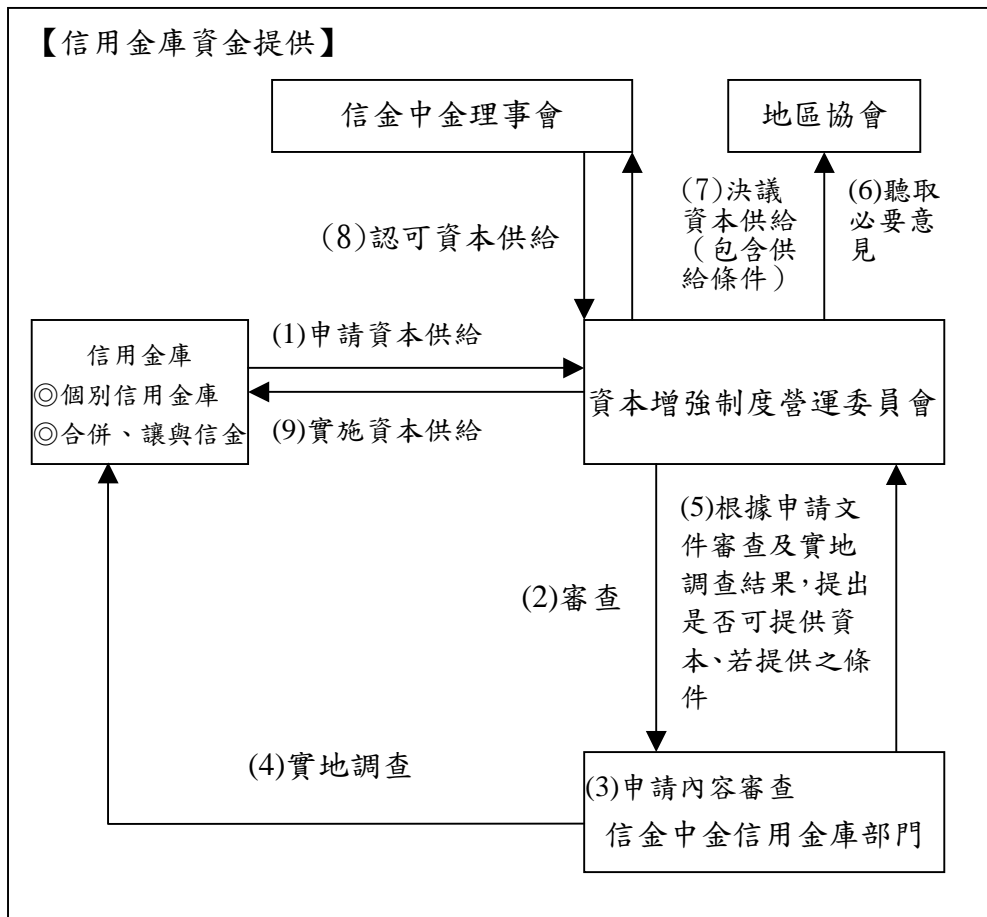 【信用金庫資金提供】
信金中金理事會
地區協會
(7)決議
資本供給
（包含供
給條件）
(6)聽取
必要意
見
(8)認可資本供給
(1)申請資本供給
信用金庫
◎個別信用金庫
◎合併、讓與信金
資本增強制度營運委員會
(9)實施資本供給
(5)根據申請文
件審查及實地
調查結果，提出
是否可提供資
本、若提供之條
件
(2)審查
(4)實地調查
(3)申請內容審查
信金中金信用金庫部門